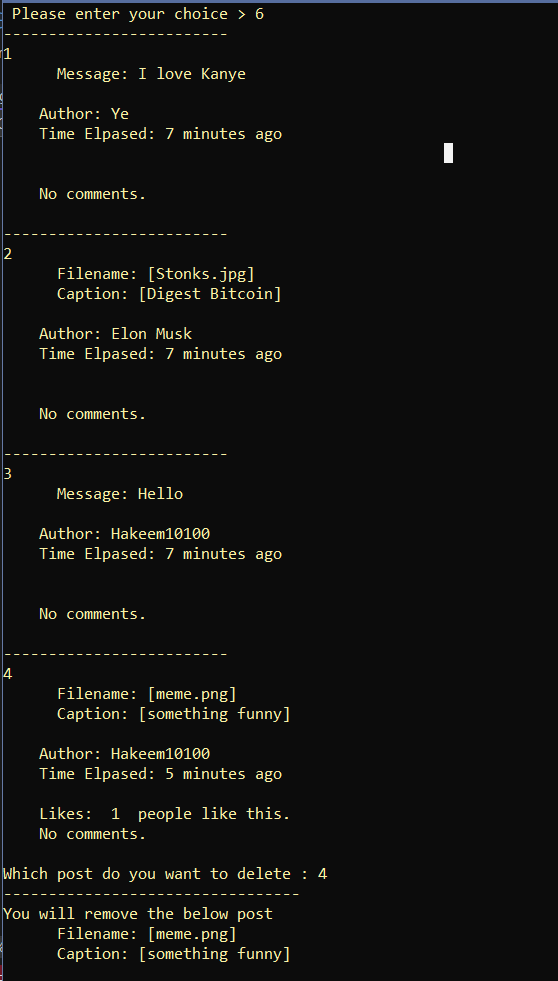 Please enter your choice > 6
-------------------------
1
Message: I love Kanye
Author: Ye
Time Elpased: 7 minutes ago
No comments.
-------------------------
2
Filename: [Stonks.jpg]
Caption: [Digest Bitcoin]
Author: Elon Musk
Time Elpased: 7 minutes ago
No comments.
-------------------------
3
Message: Hello
Author: Hakeem10100
Time Elpased: 7 minutes ago
No comments.
-------------------------
4
Filename: [meme.png]
Caption: [something funny]
Author: Hakeem10100
Time Elpased: 5 minutes ago
Likes:  1  people like this.
No comments.
Which post do you want to delete : 4
---------------------------------
You will remove the below post
Filename: [meme.png]
Caption: [something funny]